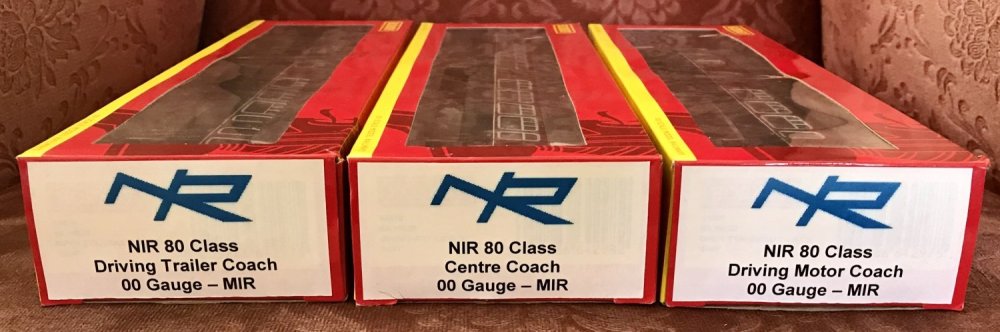 NR
NIR 80 Class
Driving Trailer Coach
00 Gauge – MIR
NR
NIR 80 Class
Centre Coach
00 Gauge – MIR
NR
NIR 80 Class
Driving Motor Coach
00 Gauge – MIR